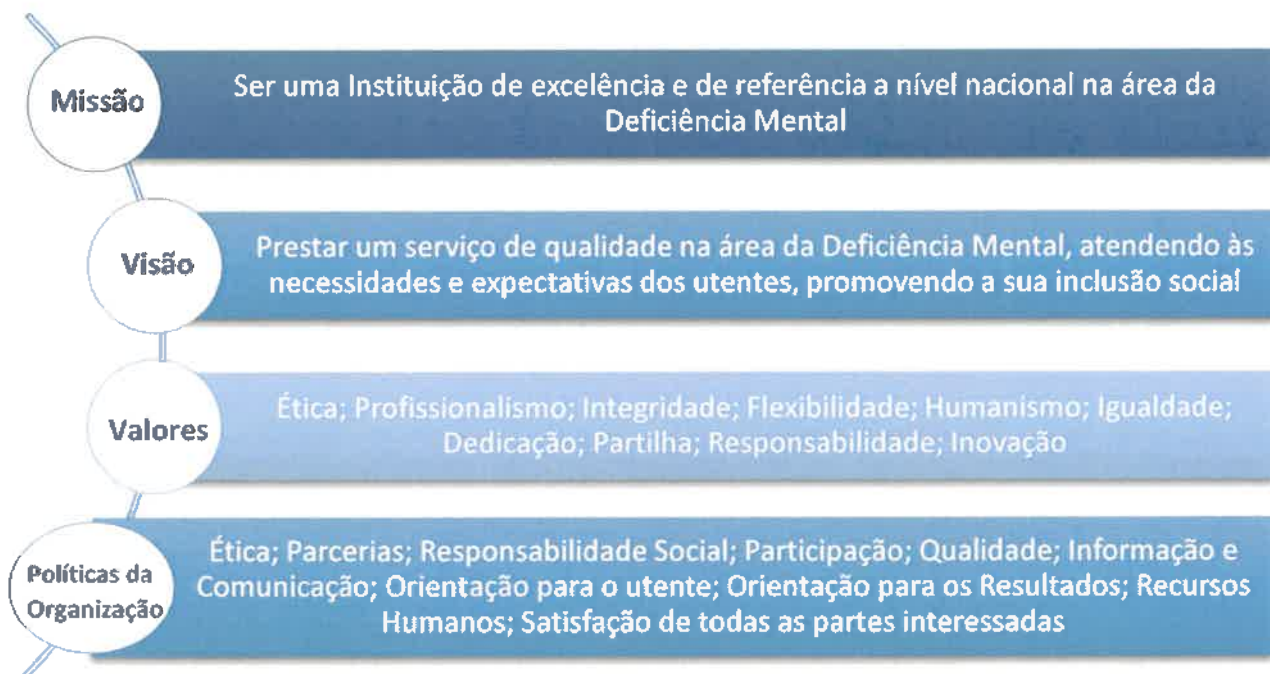 Missão
Ser uma Instituição de excelência e de referência a nível nacional na área da
Deficiência Mental
Visão
Prestar um serviço de qualidade na área da Deficiência Mental, atendendo às
necessidades e expectativas dos utentes, promovendo a sua inclusão social
Valores
Ética; Profissionalismo; Integridade; Flexibilidade; Humanismo; Igualdade;
Dedicação; Partilha; Responsabilidade; Inovação
Políticas da
Organização
Ética; Parcerias; Responsabilidade Social; Participação; Qualidade; Informação e
Comunicação; Orientação para o utente; Orientação para os Resultados; Recursos
Humanos; Satisfação de todas as partes interessadas